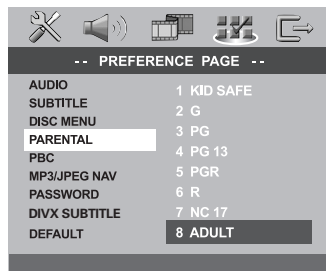 -- PREFERENCE PAGE --
AUDIO
SUBTITLE
DISC MENU
PARENTAL
PBC
MP3/JPEG NAV
PASSWORD
DIVX SUBTITLE
DEFAULT
1 KID SAFE
2 G
3 PG
4 PG 13
5 PGR
6 R
7 NC 17
8 ADULT